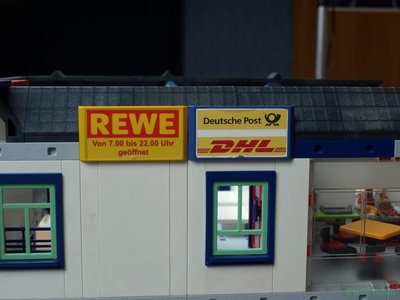 REWE
Von 7.00 bis 22.00 Uhr
geöffnet
Deutsche Post
DHL